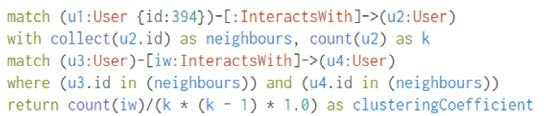 match (u1:User {id:394})-[:InteractsWith]->(u2:User)
with collect(u2.id) as neighbours, count(u2) as k
match (u3:User)-[iw:InteractsWith]->(u4:User)
where (u3.id in (neighbours)) and (u4.id in (neighbours))
return count(iw)/(k * (k - 1) * 1.0) as clusteringCoefficient